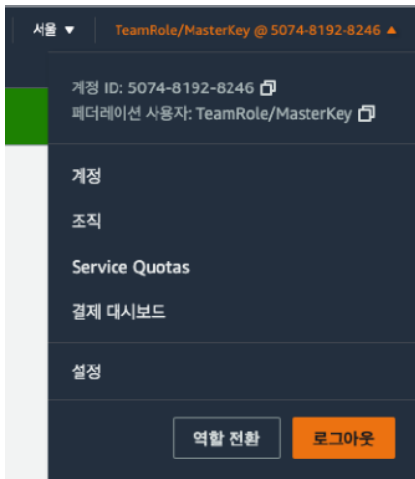 서울 ▼ TeamRole/MasterKey @ 5074-8192-8246 ▲
계정 ID: 5074-8192-8246
페더레이션 사용자: TeamRole/MasterKey
계정
조직
Service Quotas
결제 대시보드
설정
역할 전환 로그아웃